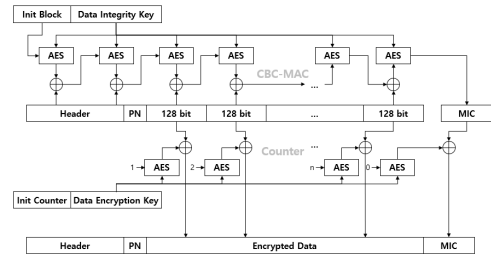 Init Block Data Integrity Key
AES AES AES AES AES AES
CBC-MAC
...
Header PN 128 bit 128 bit ... 128 bit MIC
Counter ...
1 AES 2 AES n AES 0 AES
Init Counter Data Encryption Key
Header PN Encrypted Data MIC